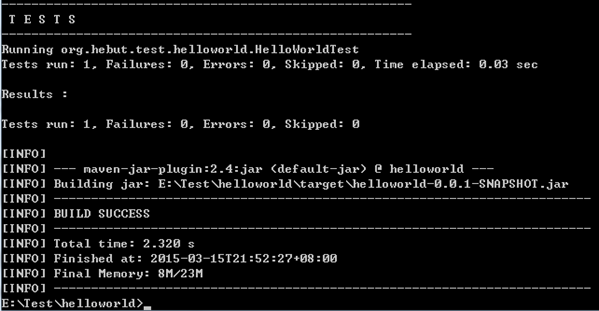 -------------------------------------------------------
 T E S T S
-------------------------------------------------------
Running org.hebut.test.helloworld.HelloWorldTest
Tests run: 1, Failures: 0, Errors: 0, Skipped: 0, Time elapsed: 0.03 sec

Results :

Tests run: 1, Failures: 0, Errors: 0, Skipped: 0

[INFO]
[INFO] --- maven-jar-plugin:2.4:jar (default-jar) @ helloworld ---
[INFO] Building jar: E:\Test\helloworld\target\helloworld-0.0.1-SNAPSHOT.jar
[INFO] ------------------------------------------------------------------------
[INFO] BUILD SUCCESS
[INFO] ------------------------------------------------------------------------
[INFO] Total time: 2.320 s
[INFO] Finished at: 2015-03-15T21:52:27+08:00
[INFO] Final Memory: 8M/23M
[INFO] ------------------------------------------------------------------------
E:\Test\helloworld>_